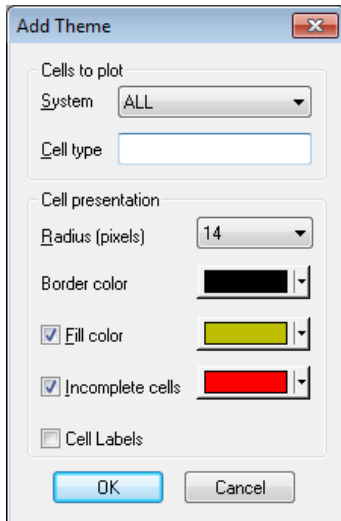 Add Theme
Cells to plot
System ALL
Cell type
Cell presentation
Radius (pixels) 14
Border color
Fill color
Incomplete cells
Cell Labels
OK Cancel